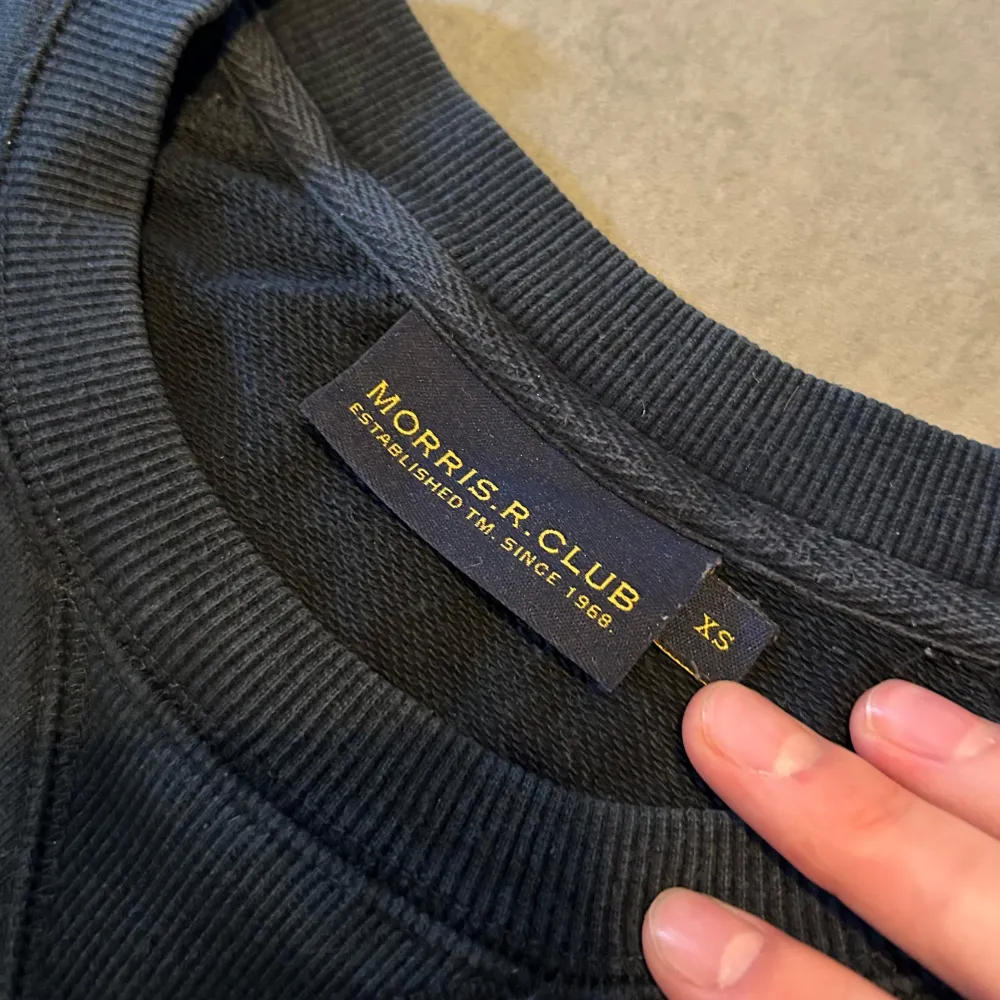 MORRIS.R.CLUB
ESTABLISHED TM. SINCE 1968.
XS